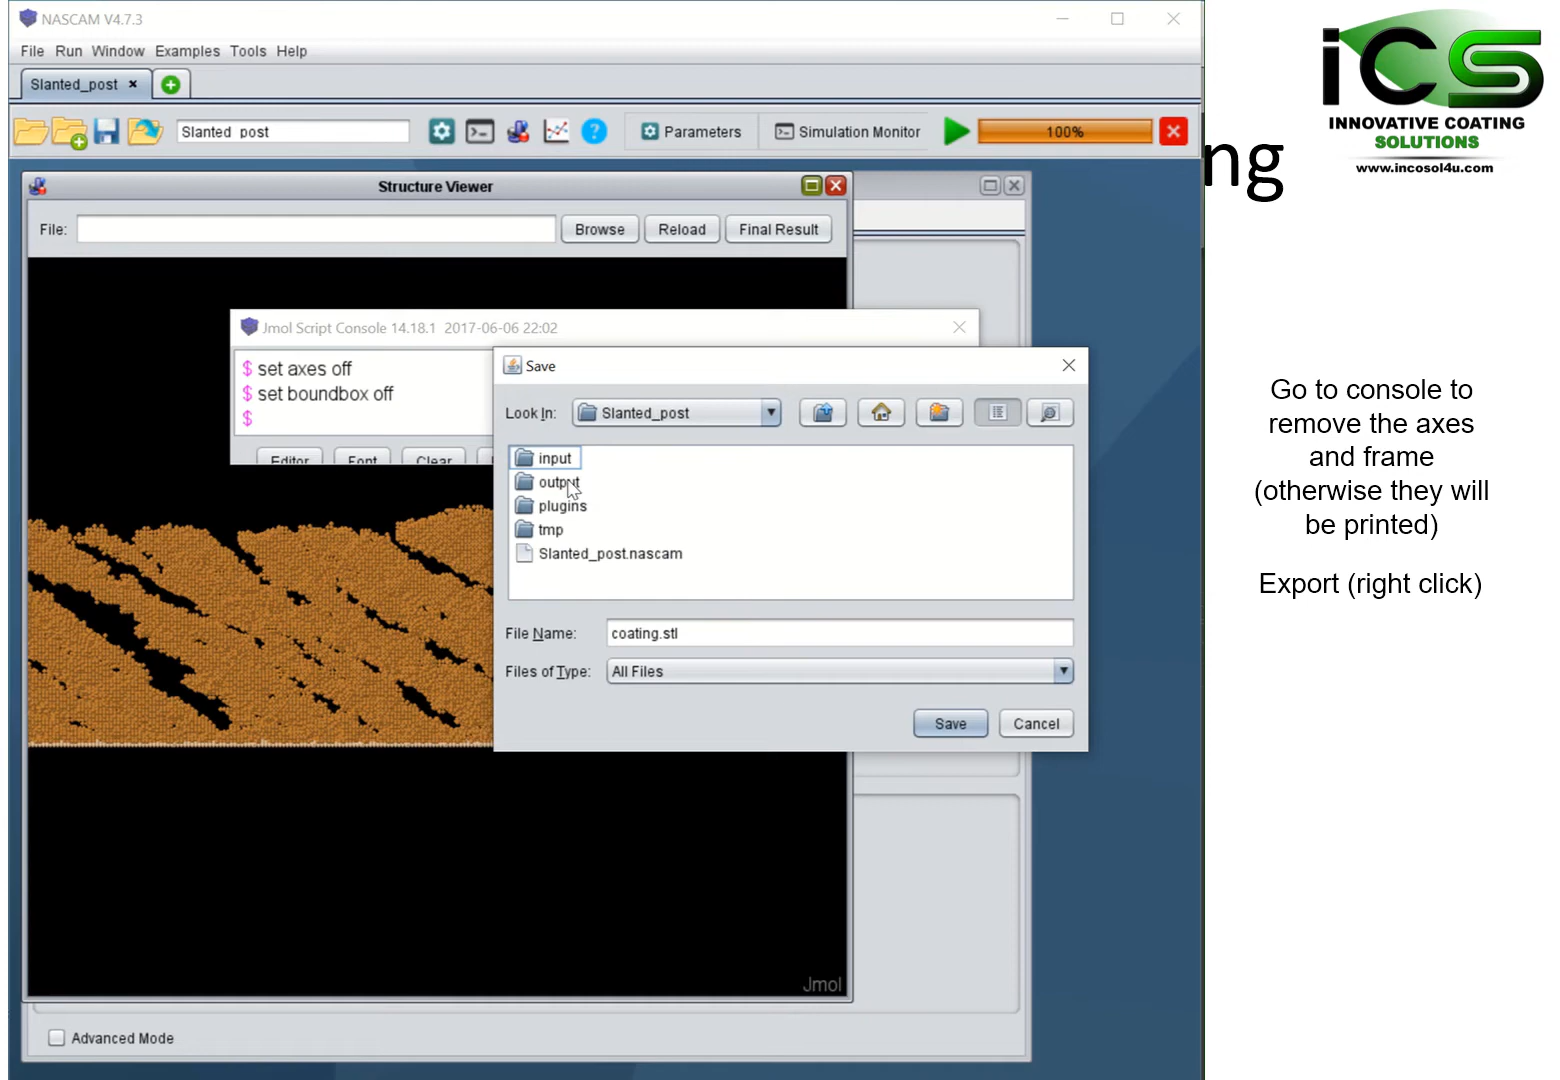 NASCAM V4.7.3
File Run Window Examples Tools Help
Slanted_post
Slanted post
Parameters
Simulation Monitor
100%
Structure Viewer
File:
Browse
Reload
Final Result
Jmol Script Console 14.18.1 2017-06-06 22:02
$ set axes off
$ set boundbox off
$
Editor
Font
Clear
Save
Look In:
Slanted_post
input
output
plugins
tmp
Slanted_post.nascam
File Name:
coating.stl
Files of Type:
All Files
Save
Cancel
Jmol
Advanced Mode
ng
iCS
INNOVATIVE COATING
SOLUTIONS
www.incosol4u.com
Go to console to
remove the axes
and frame
(otherwise they will
be printed)
Export (right click)